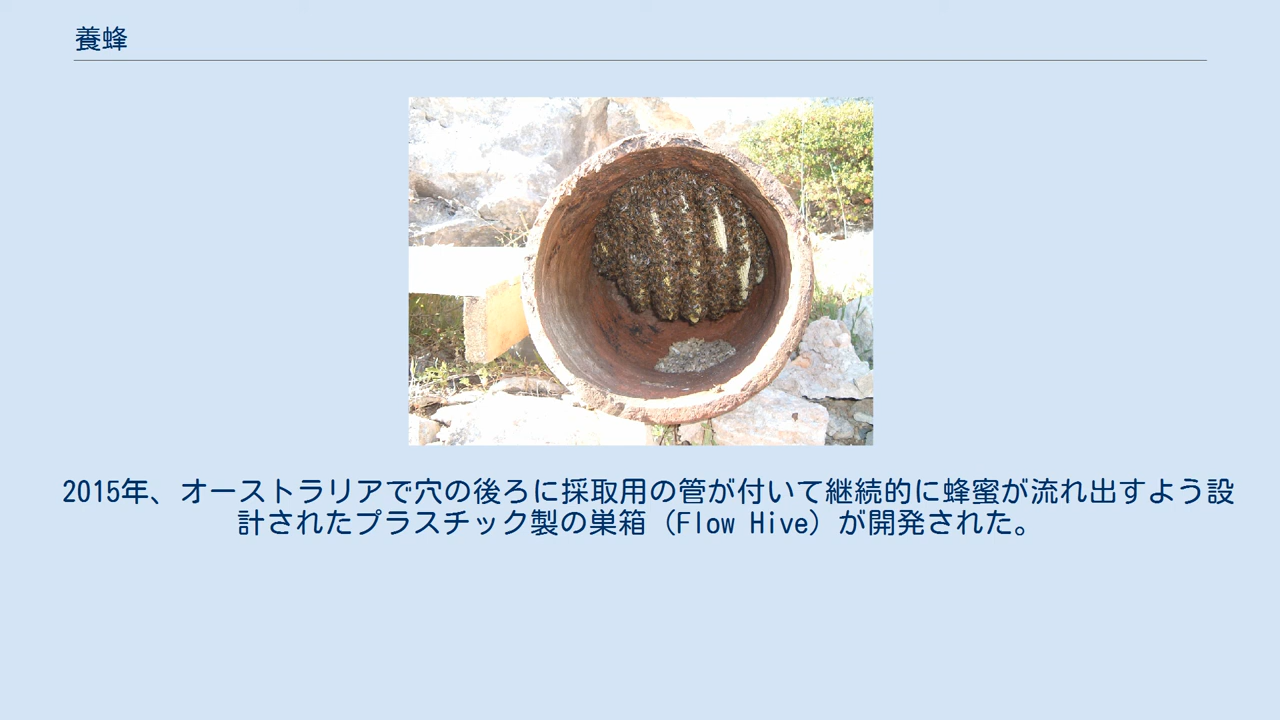 養蜂
2015年、オーストラリアで穴の後ろに採取用の管が付いて継続的に蜂蜜が流れ出すよう設
計されたプラスチック製の巣箱（Flow Hive）が開発された。